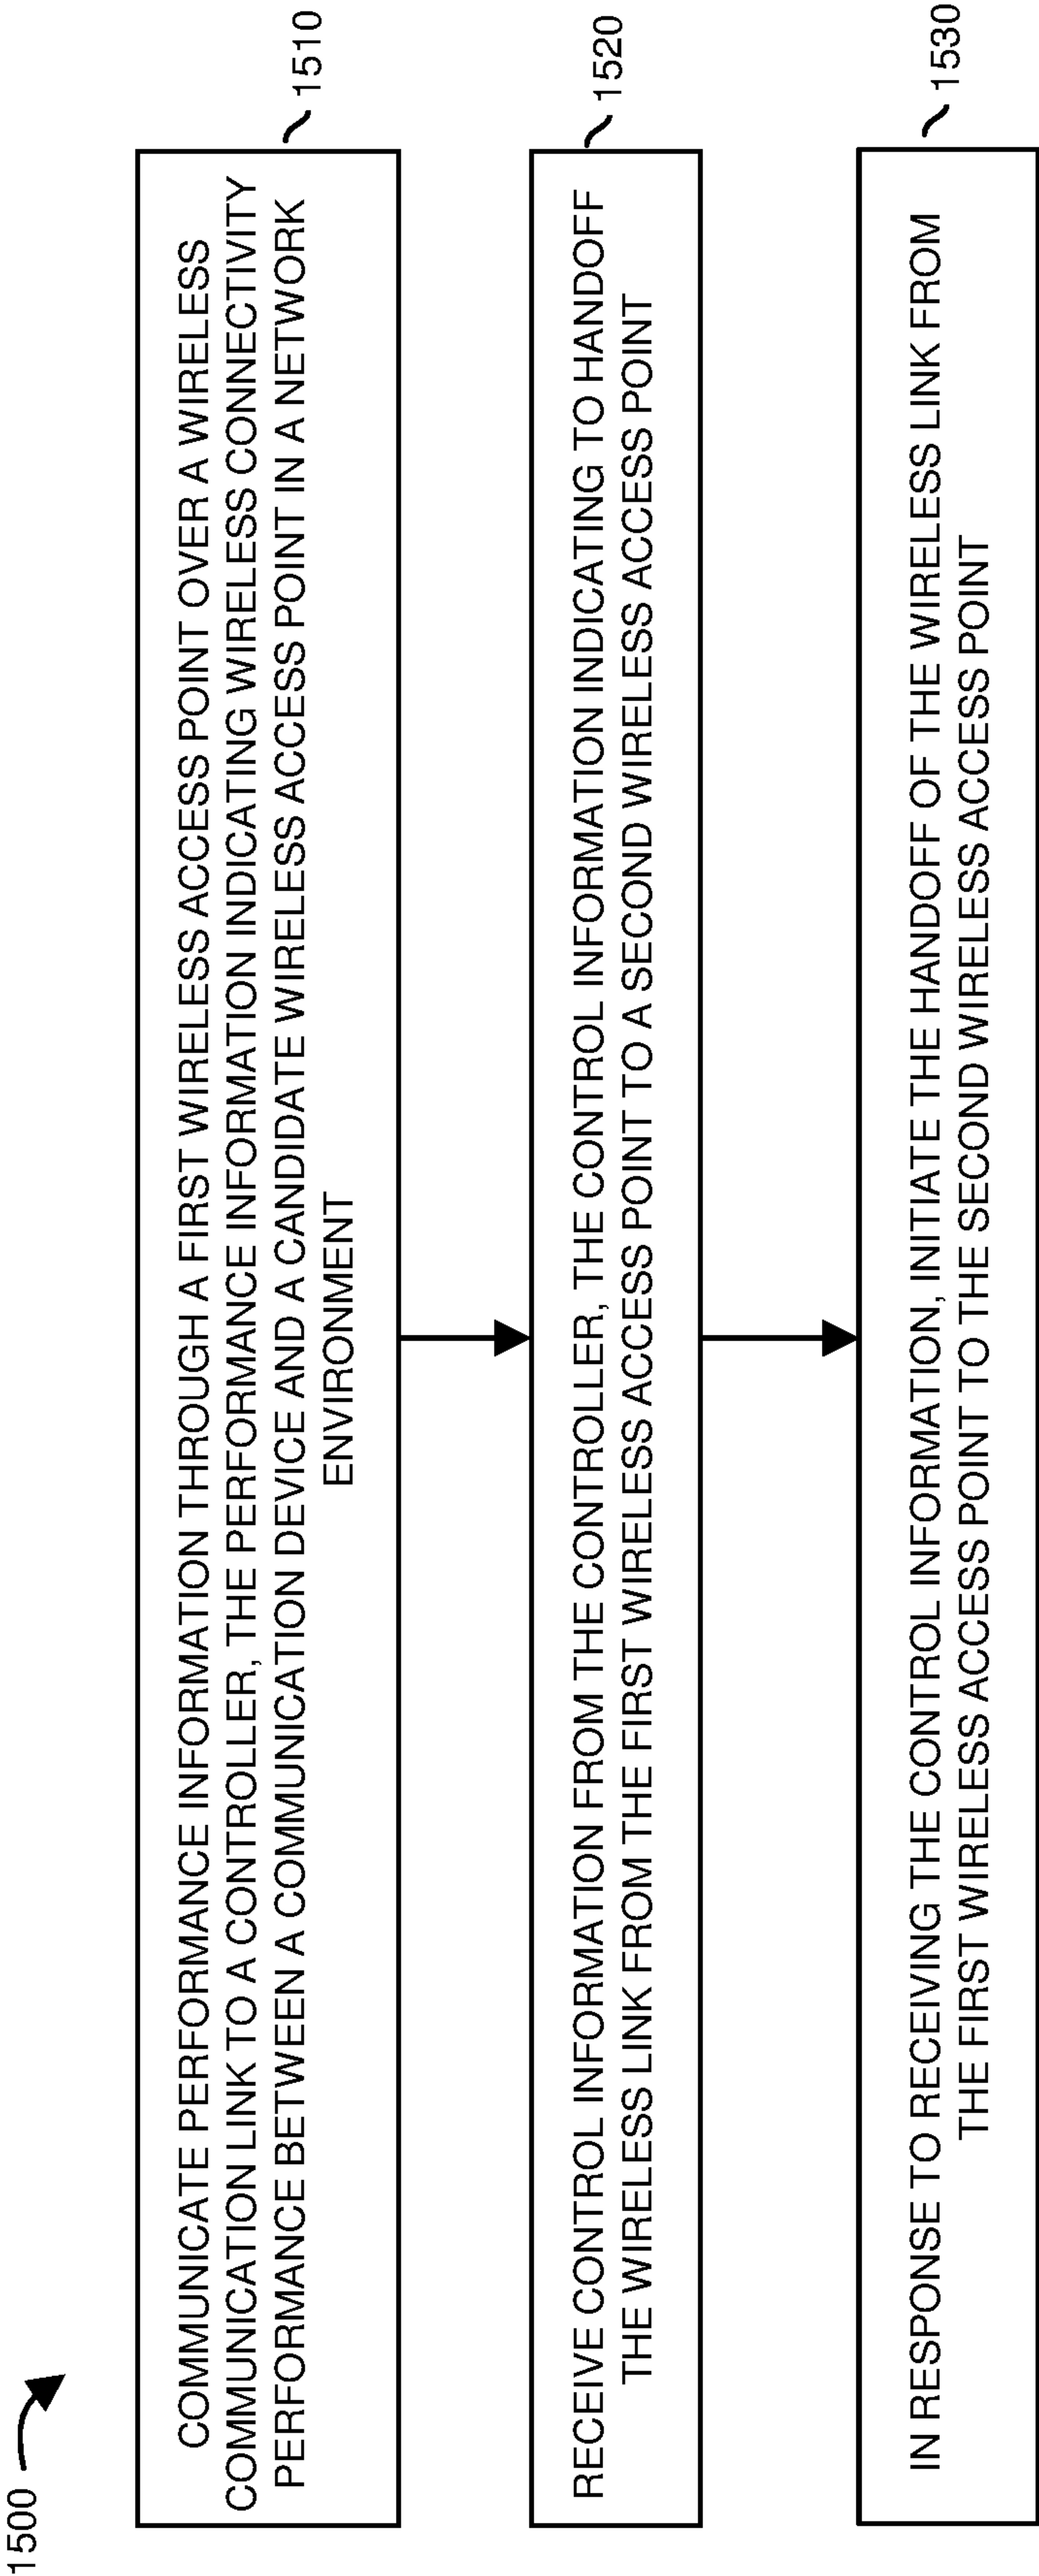 1500
COMMUNICATE PERFORMANCE INFORMATION THROUGH A FIRST WIRELESS ACCESS POINT OVER A WIRELESS
COMMUNICATION LINK TO A CONTROLLER, THE PERFORMANCE INFORMATION INDICATING WIRELESS CONNECTIVITY
PERFORMANCE BETWEEN A COMMUNICATION DEVICE AND A CANDIDATE WIRELESS ACCESS POINT IN A NETWORK
ENVIRONMENT
1510
RECEIVE CONTROL INFORMATION FROM THE CONTROLLER, THE CONTROL INFORMATION INDICATING TO HANDOFF
THE WIRELESS LINK FROM THE FIRST WIRELESS ACCESS POINT TO A SECOND WIRELESS ACCESS POINT
1520
IN RESPONSE TO RECEIVING THE CONTROL INFORMATION, INITIATE THE HANDOFF OF THE WIRELESS LINK FROM
THE FIRST WIRELESS ACCESS POINT TO THE SECOND WIRELESS ACCESS POINT
1530